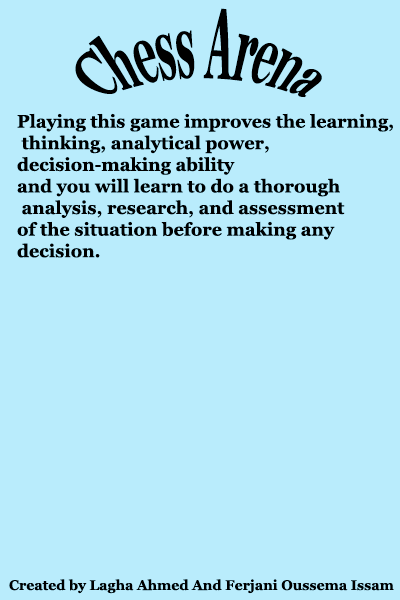 Chess Arena
Playing this game improves the learning,
thinking, analytical power,
decision-making ability
and you will learn to do a thorough
analysis, research, and assessment
of the situation before making any
decision.
Created by Lagha Ahmed And Ferjani Oussema Issam